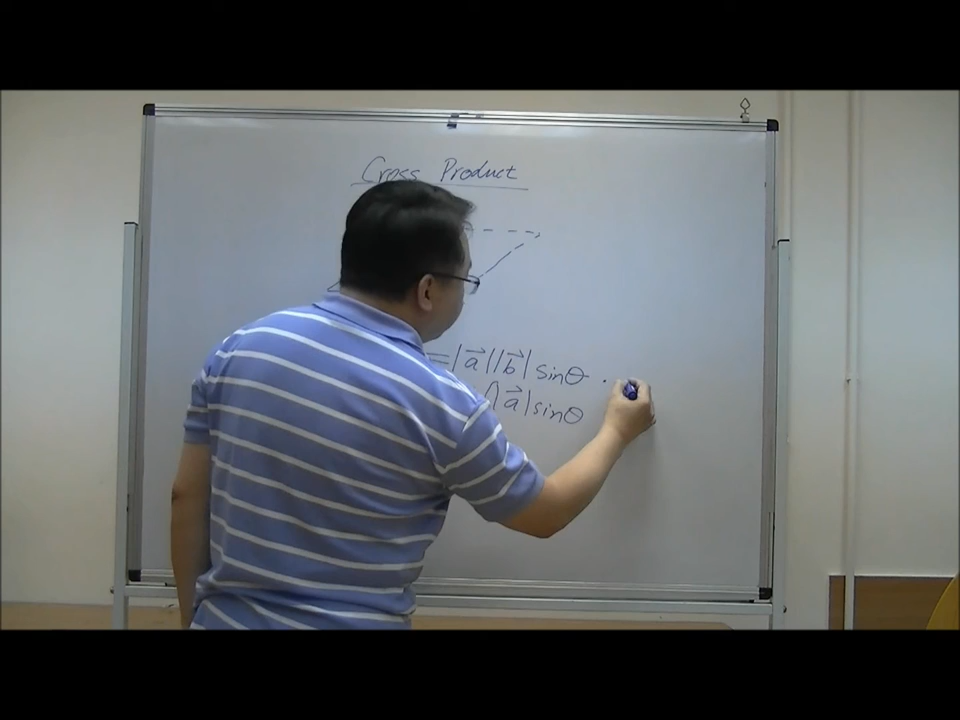 Cross Product
=|a⃗||b⃗| sinθ .
|a⃗|sinθ